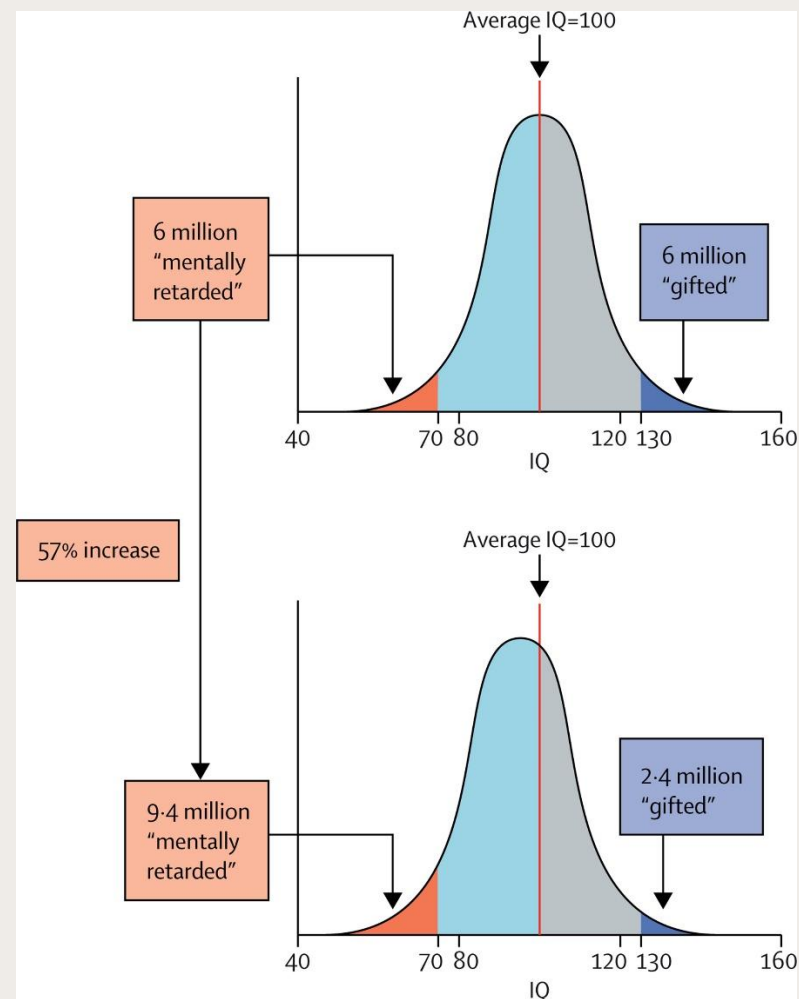 Average IQ=100
6 million
“mentally
retarded”
6 million
“gifted”
40 70 80 120 130 160
IQ
57% increase
Average IQ=100
9·4 million
“mentally
retarded”
2·4 million
“gifted”
40 70 80 120 130 160
IQ